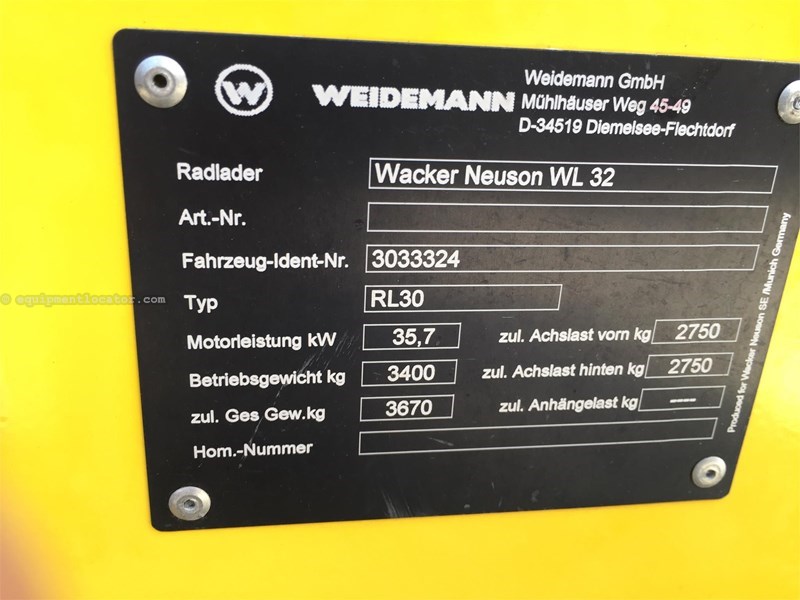 W WEIDEMANN
Weidemann GmbH
Mühlhäuser Weg 45-49
D-34519 Diemelsee-Flechtdorf
Radlader Wacker Neuson WL 32
Art.-Nr.
Fahrzeug-Ident-Nr. 3033324
Typ RL30
Motorleistung kW 35,7 zul. Achslast vorn kg 2750
Betriebsgewicht kg 3400 zul. Achslast hinten kg 2750
zul. Ges Gew.kg 3670 zul. Anhängelast kg ----
Hom.-Nummer
Produced for Wacker Neuson SE /Munich Germany
© equipmentlocator.com